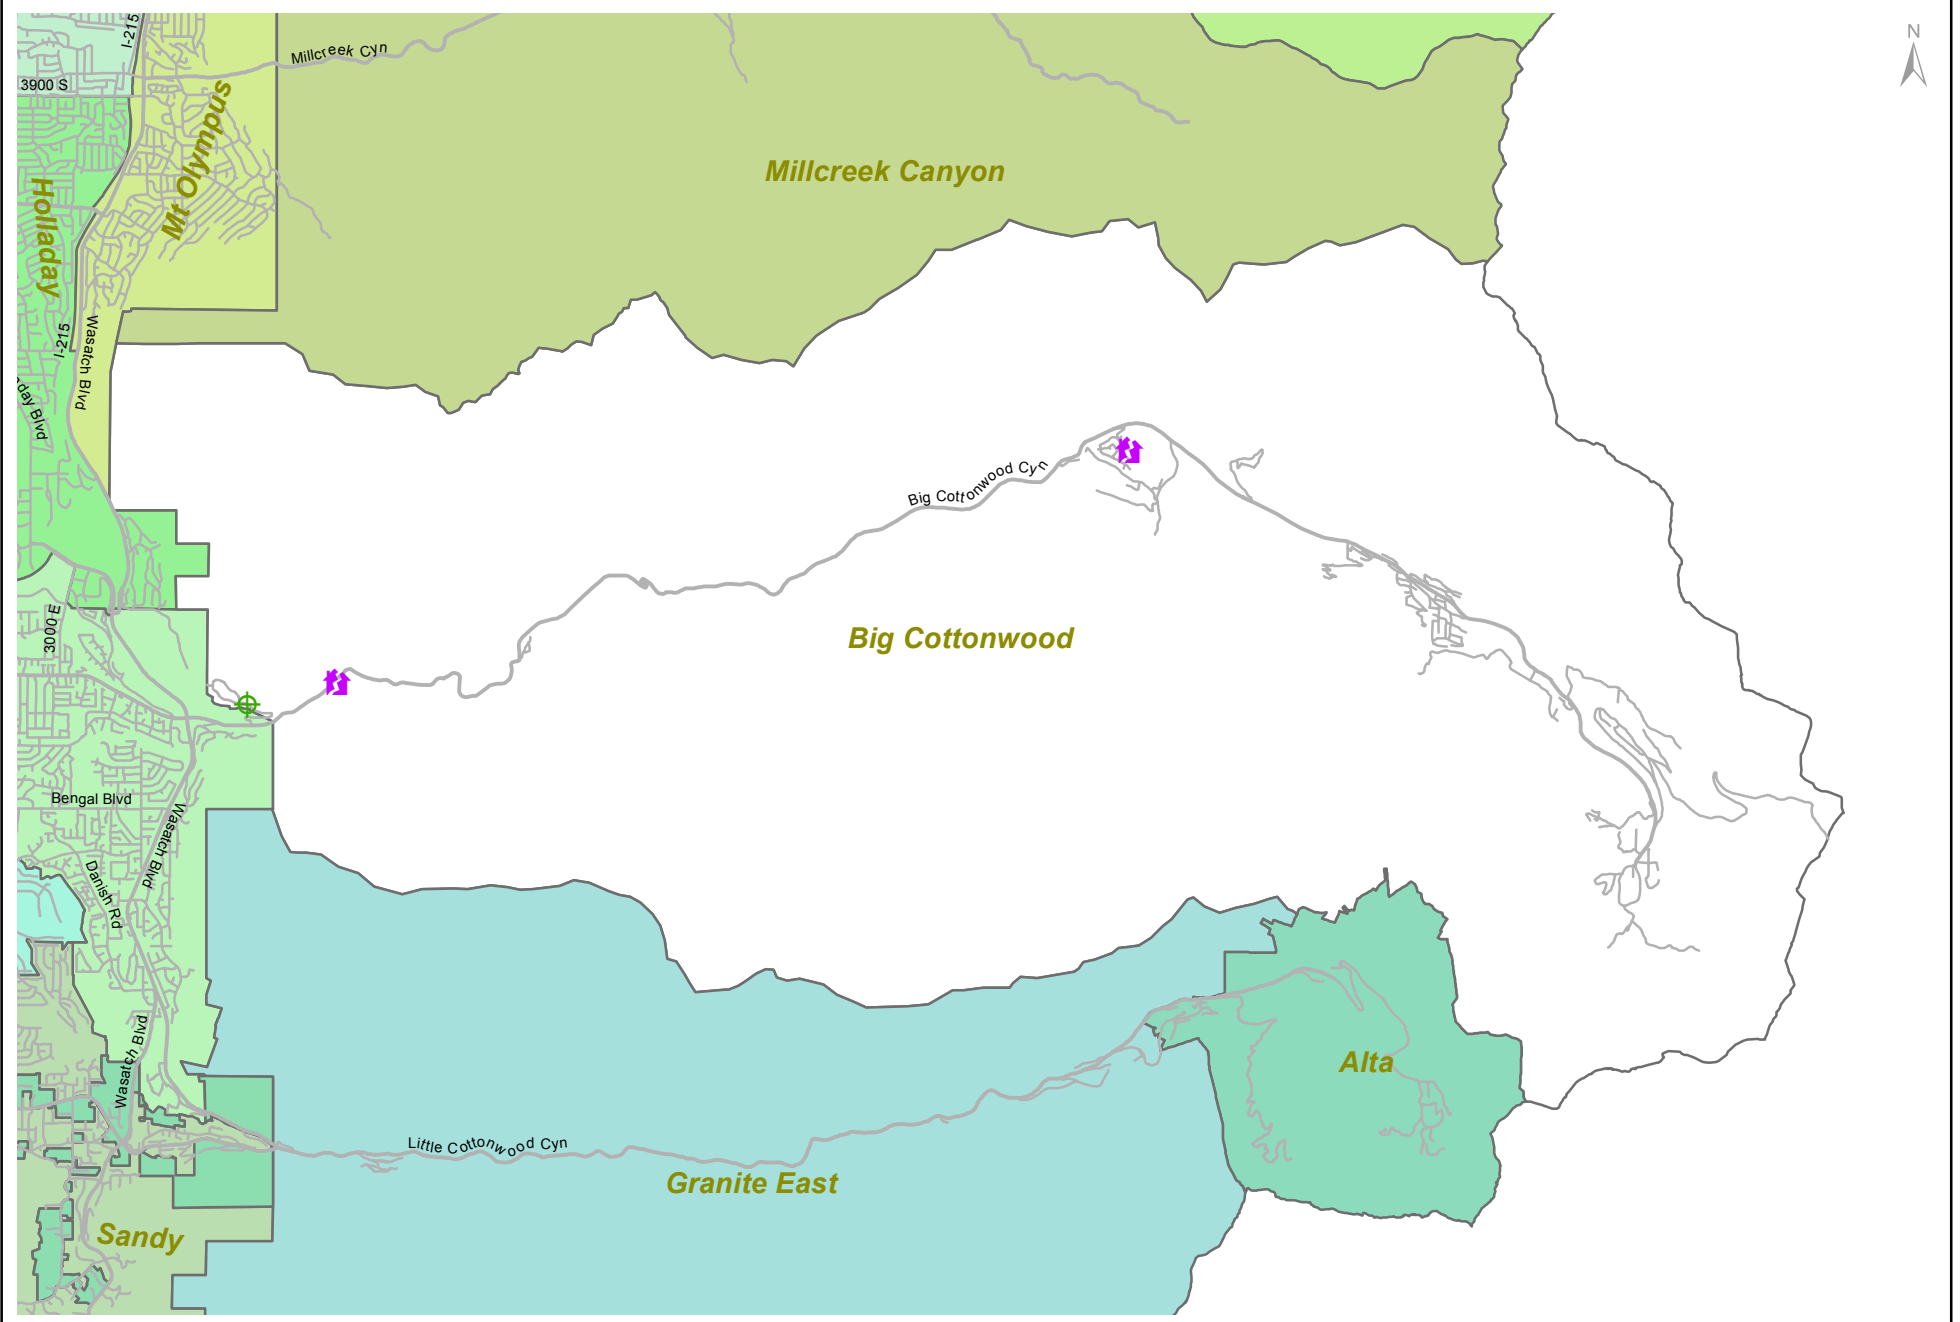 I-215
Millcreek Cyn
N
3900 S
Mt Olympus
Millcreek Canyon
Holladay
I-215
Wasatch Blvd
day Blvd
Big Cottonwood Cyn
3000 E
Big Cottonwood
Bengal Blvd
Wasatch Blvd
Danish Rd
Wasatch Blvd
Alta
Little Cottonwood Cyn
Granite East
Sandy